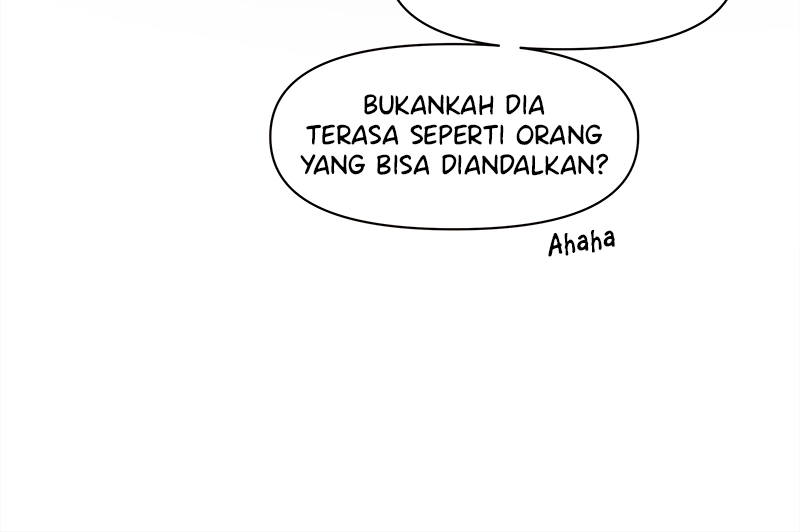 BUKANKAH DIA
TERASA SEPERTI ORANG
YANG BISA DIANDALKAN?
Ahaha